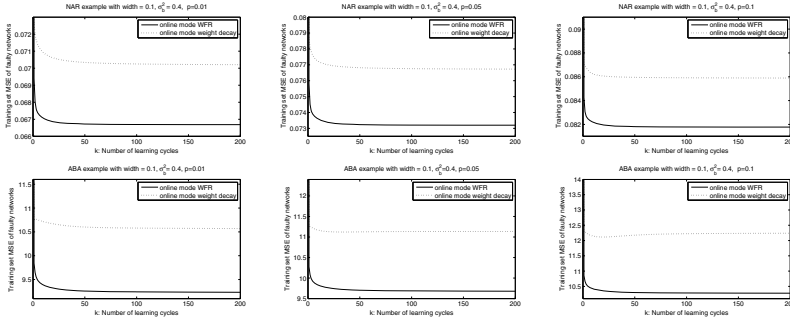 NAR example with width = 0.1, σ_b^2 = 0.4, p=0.01
Training set MSE of faulty networks
0.072
0.071
0.07
0.069
0.068
0.067
0.066
online mode WFR
online mode weight decay
0 50 100 150 200
k: Number of learning cycles
NAR example with width = 0.1, σ_b^2 = 0.4, p=0.05
Training set MSE of faulty networks
0.08
0.079
0.078
0.077
0.076
0.075
0.074
0.073
online mode WFR
online mode weight decay
0 50 100 150 200
k: Number of learning cycles
NAR example with width = 0.1, σ_b^2 = 0.4, p=0.1
Training set MSE of faulty networks
0.09
0.088
0.086
0.084
0.082
online mode WFR
online mode weight decay
0 50 100 150 200
k: Number of learning cycles
ABA example with width = 0.1, σ_b^2= 0.4, p=0.01
Training set MSE of faulty networks
11.5
11
10.5
10
9.5
online mode WFR
online mode weight decay
0 50 100 150 200
k: Number of learning cycles
ABA example with width = 0.1, σ_b^2=0.4, p=0.05
Training set MSE of faulty networks
12
11.5
11
10.5
10
9.5
online mode WFR
online mode weight decay
0 50 100 150 200
k: Number of learning cycles
ABA example with width = 0.1, σ_b^2= 0.4, p=0.1
Training set MSE of faulty networks
14
13.5
13
12.5
12
11.5
11
10.5
online mode WFR
online mode weight decay
0 50 100 150 200
k: Number of learning cycles